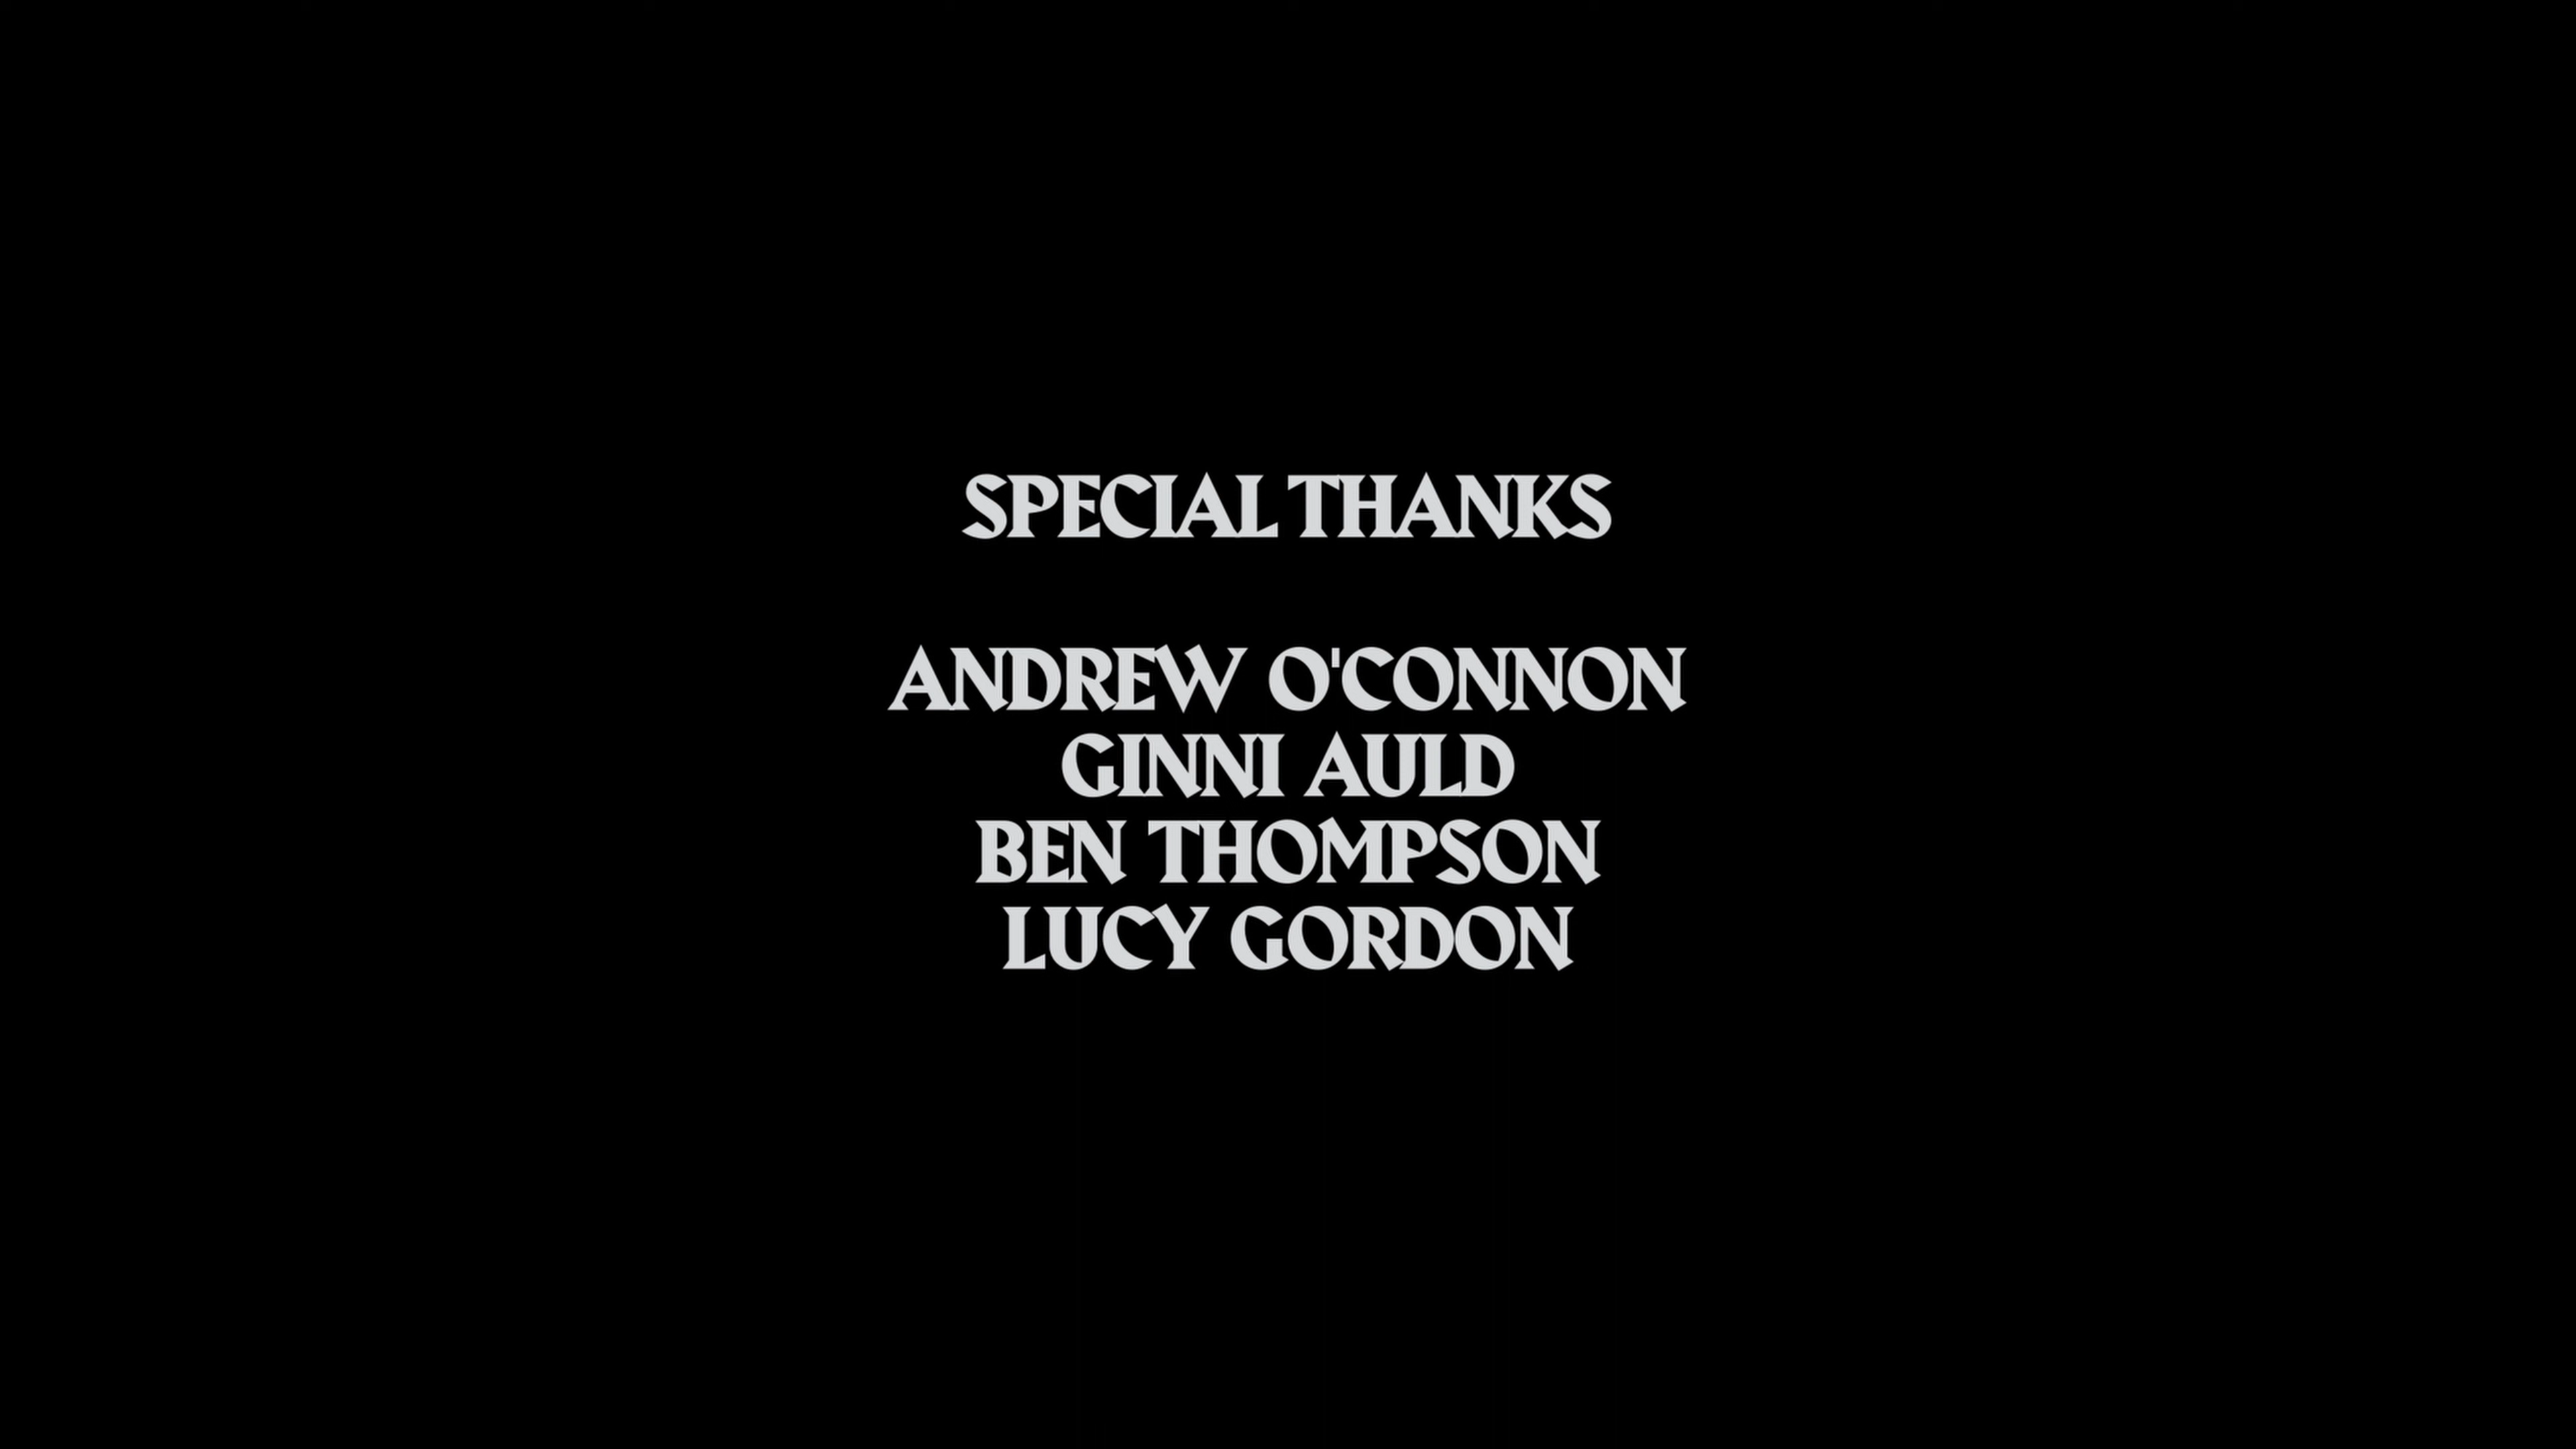 SPECIAL THANKS
ANDREW O'CONNON
GINNI AULD
BEN THOMPSON
LUCY GORDON